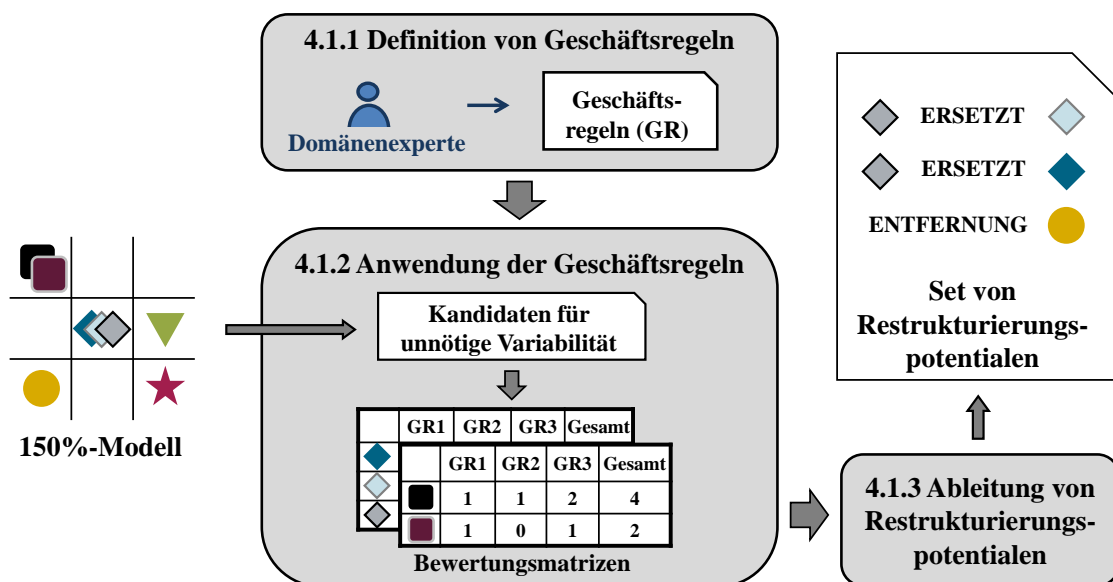 4.1.1 Definition von Geschäftsregeln
Domänenexperte
Geschäfts-
regeln (GR)
150%-Modell
4.1.2 Anwendung der Geschäftsregeln
Kandidaten für
unnötige Variabilität
GR1 GR2 GR3 Gesamt
GR1 GR2 GR3 Gesamt
1 1 2 4
1 0 1 2
Bewertungsmatrizen
4.1.3 Ableitung von
Restrukturierungs-
potentialen
ERSETZT
ERSETZT
ENTFERNUNG
Set von
Restrukturierungs-
potentialen